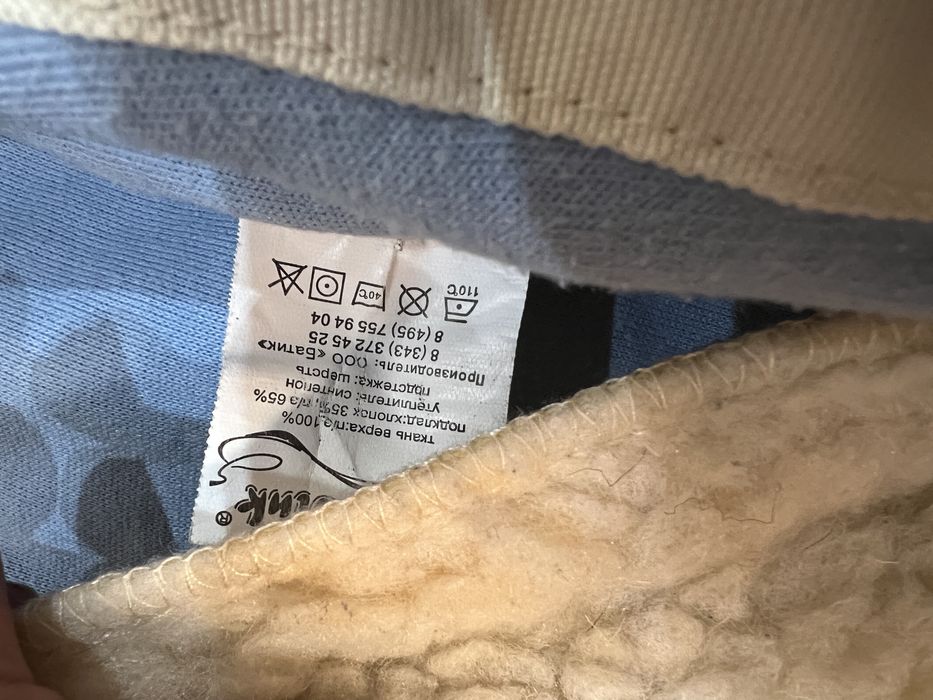 ®
ткань верха:п/э 100%
подклад:хлопок 35%, п/э 65%
утеплитель: синтепон
подстежка: шерсть
Производитель: ООО «Батик»
8 (343) 372 45 25
8 (495) 755 94 04
110℃ 40℃